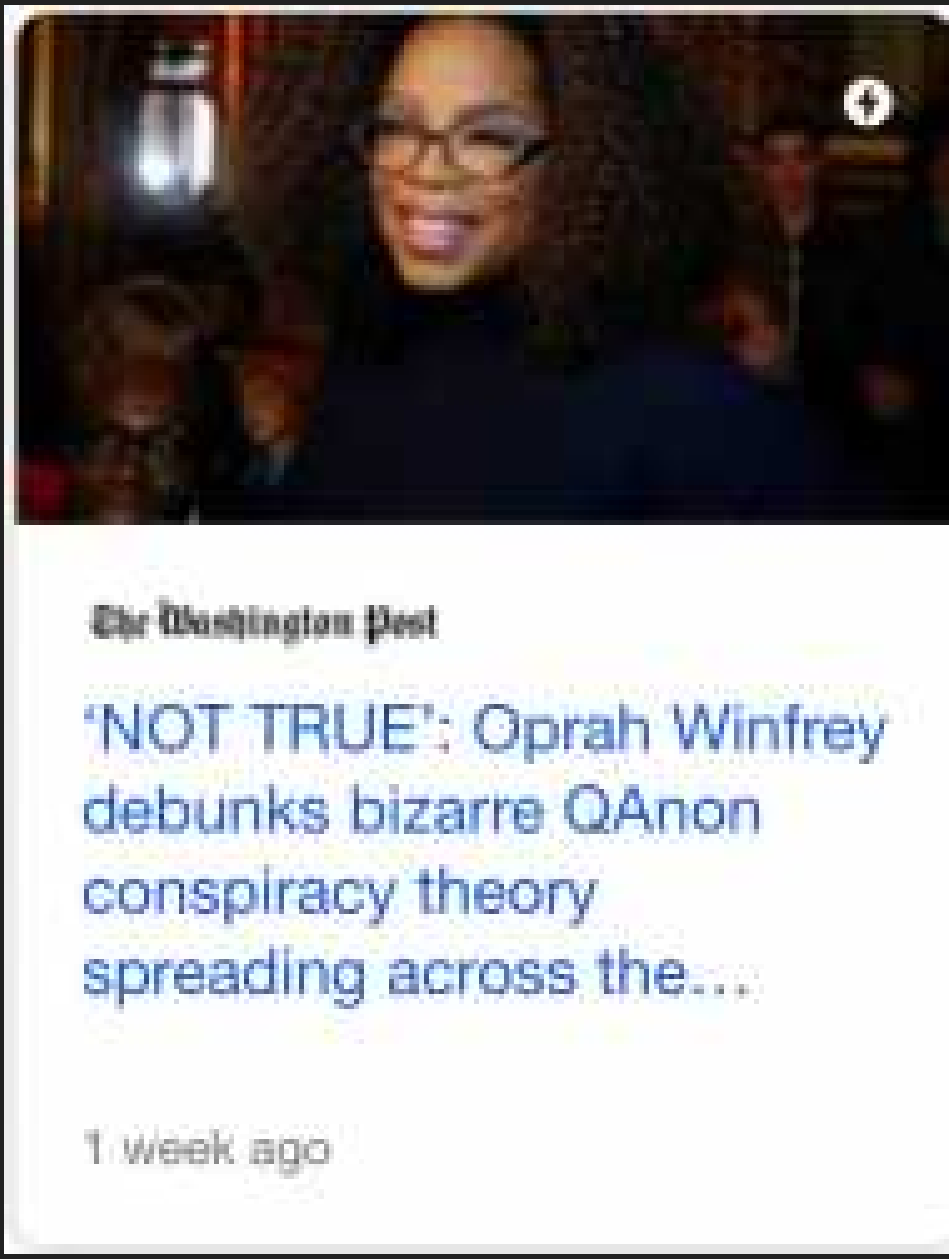 The Washington Post
'NOT TRUE': Oprah Winfrey
debunks bizarre QAnon
conspiracy theory
spreading across the...
1 week ago